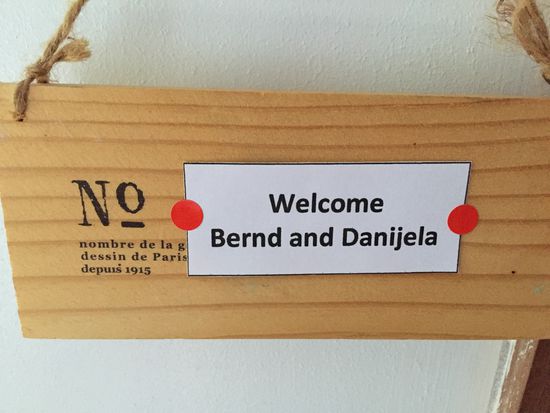 No
nombre de la g
dessin de Paris
depuis 1915
Welcome
Bernd and Danijela